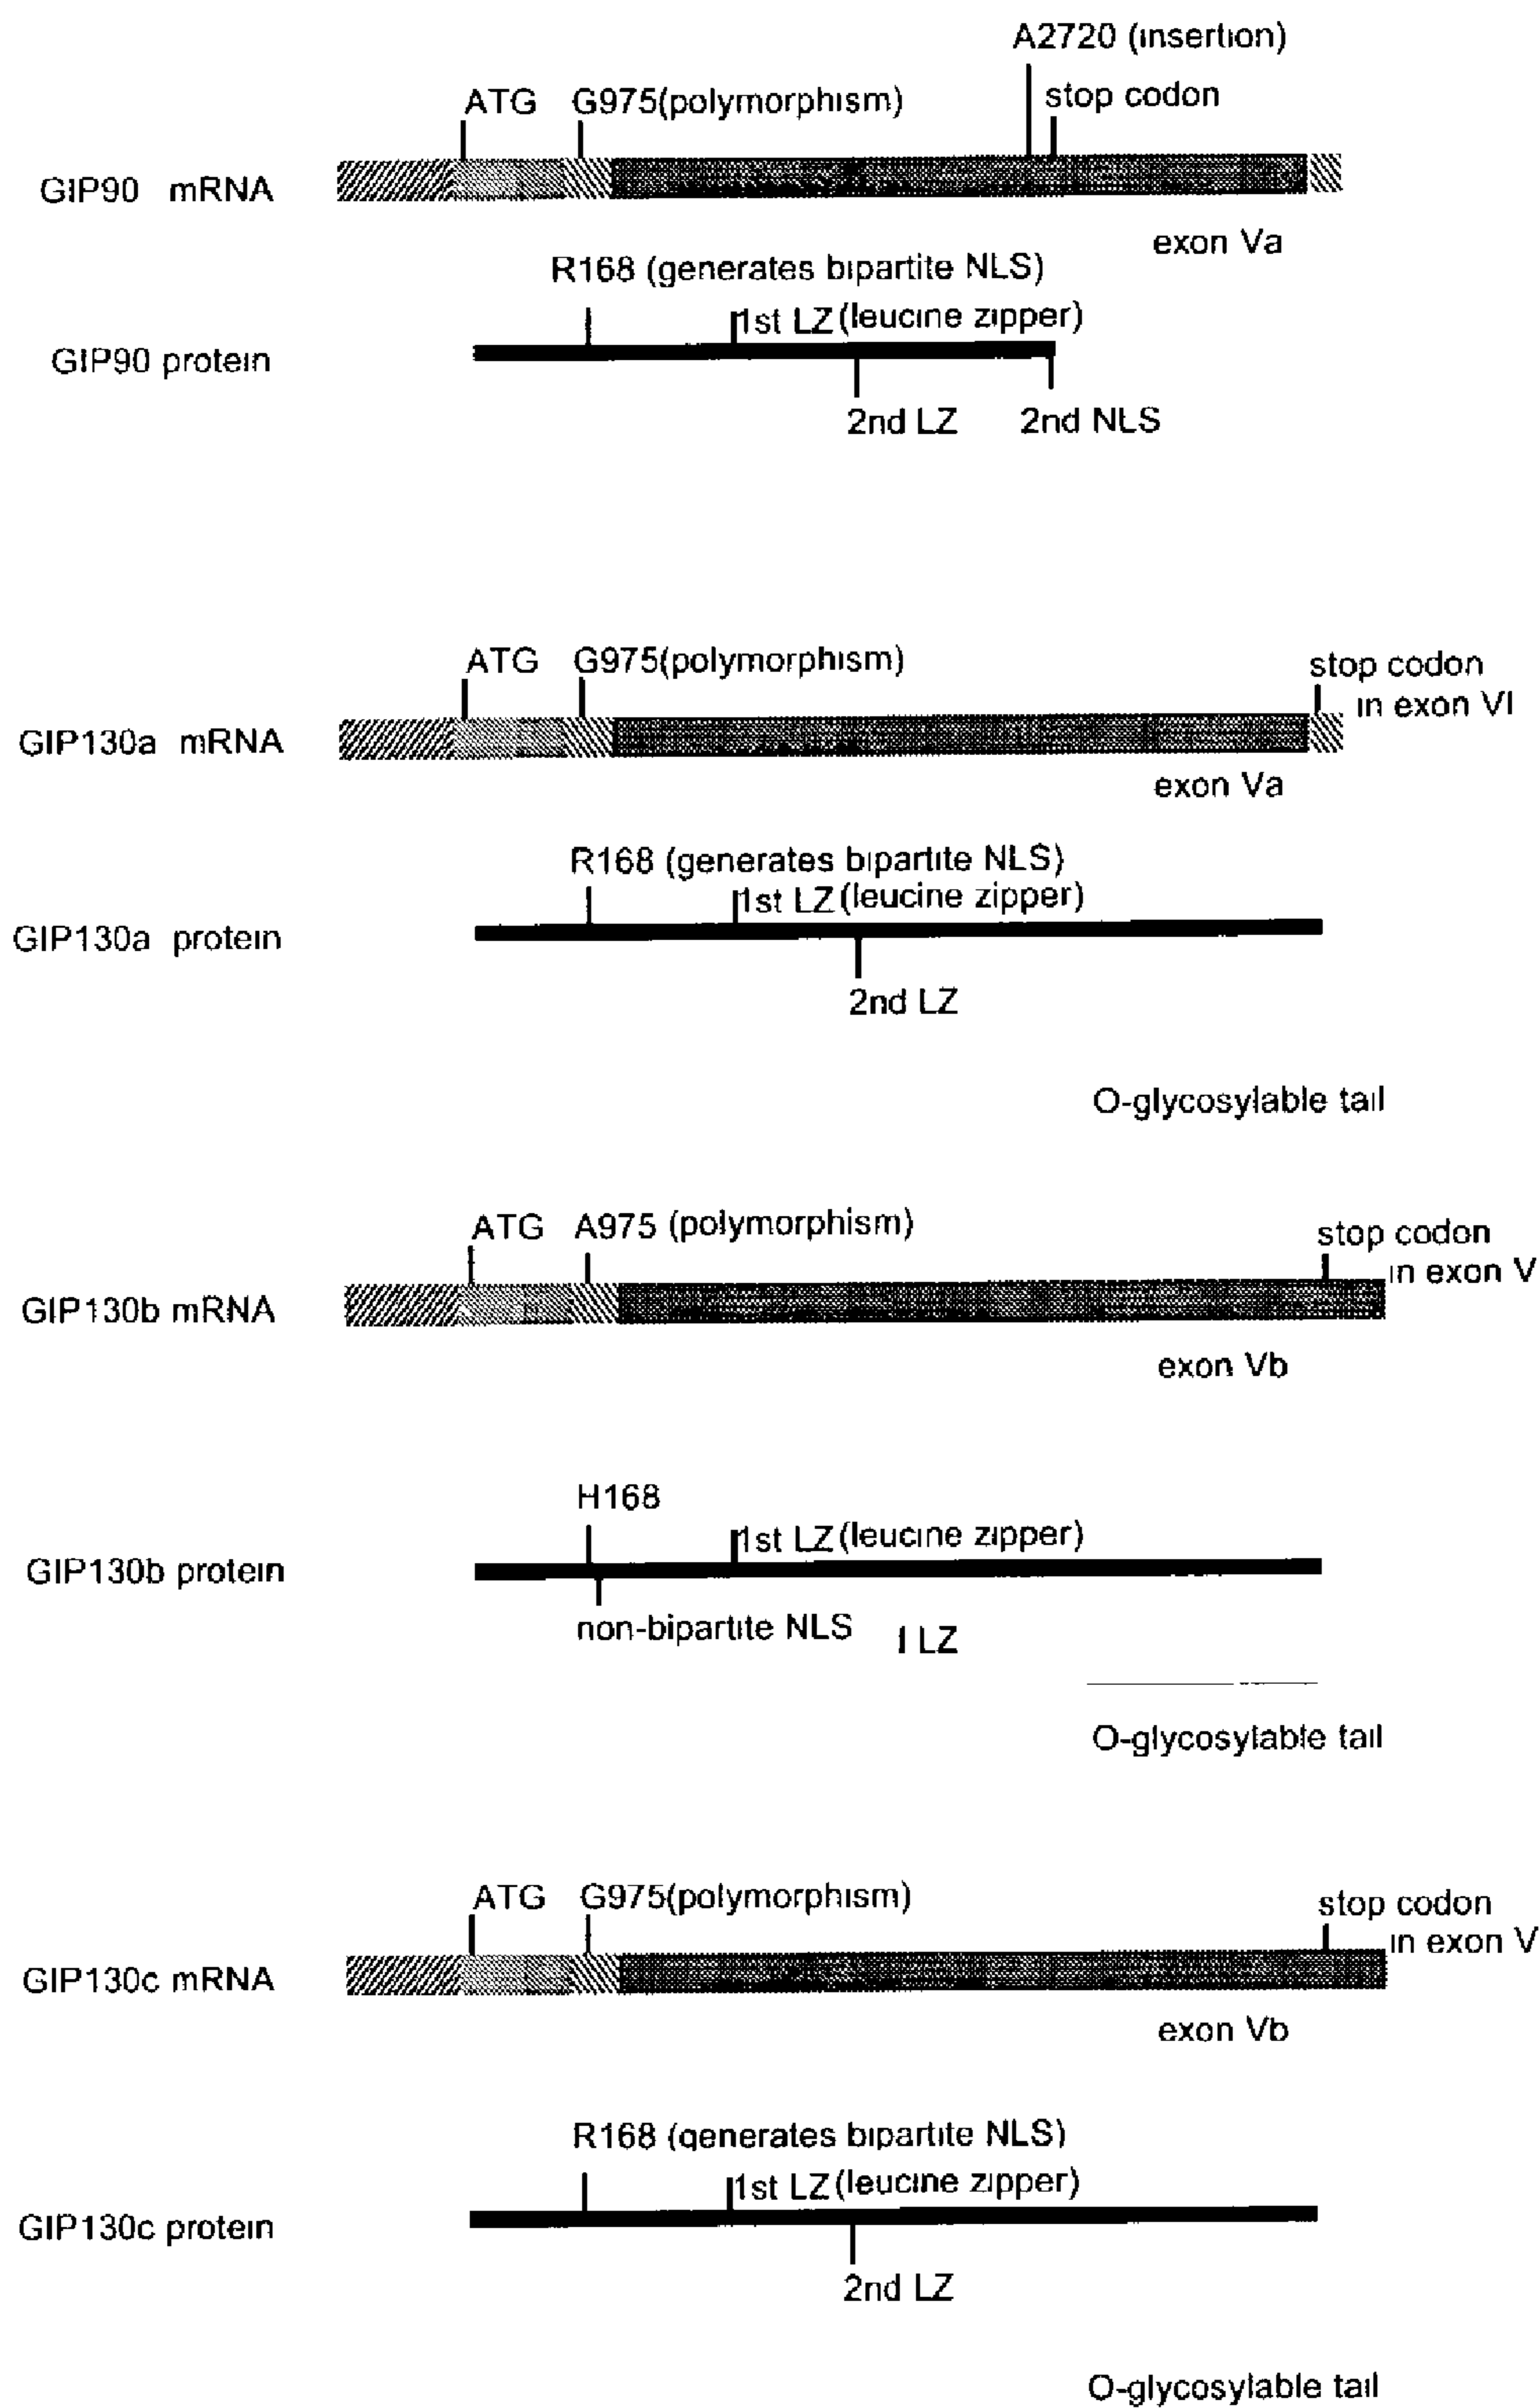 A2720 (insertion)
ATG G975(polymorphism) stop codon
GIP90 mRNA
exon Va
R168 (generates bipartite NLS)
1st LZ (leucine zipper)
GIP90 protein
2nd LZ 2nd NLS
ATG G975(polymorphism) stop codon
in exon VI
GIP130a mRNA
exon Va
R168 (generates bipartite NLS)
1st LZ (leucine zipper)
GIP130a protein
2nd LZ
O-glycosylable tail
ATG A975 (polymorphism) stop codon
in exon V
GIP130b mRNA
exon Vb
H168
1st LZ (leucine zipper)
GIP130b protein
non-bipartite NLS LZ
O-glycosylable tail
ATG G975(polymorphism) stop codon
in exon V
GIP130c mRNA
exon Vb
R168 (generates bipartite NLS)
1st LZ (leucine zipper)
GIP130c protein
2nd LZ
O-glycosylable tail